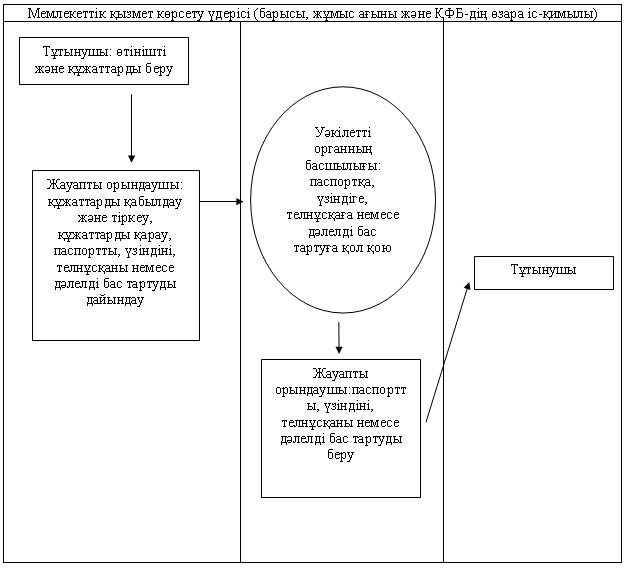 Мемлекеттік қызмет көрсету үдерісі (барысы, жұмыс ағыны және КФБ-дің өзара іс-қимылы)
Тұтынушы: өтінішті
және құжаттарды беру
Жауапты орындаушы:
құжаттарды қабылдау
және тіркеу,
құжаттарды қарау,
паспортты, үзіндіні,
телнұсқаны немесе
дәлелді бас тартуды
дайындау
Уәкілетті
органның
басшылығы:
паспортқа,
үзіндіге,
телнұсқаға немесе
дәлелді бас
тартуға қол қою
Жауапты
орындаушы:паспортт
ы, үзіндіні,
телнұсқаны немесе
дәлелді бас тартуды
беру
Тұтынушы